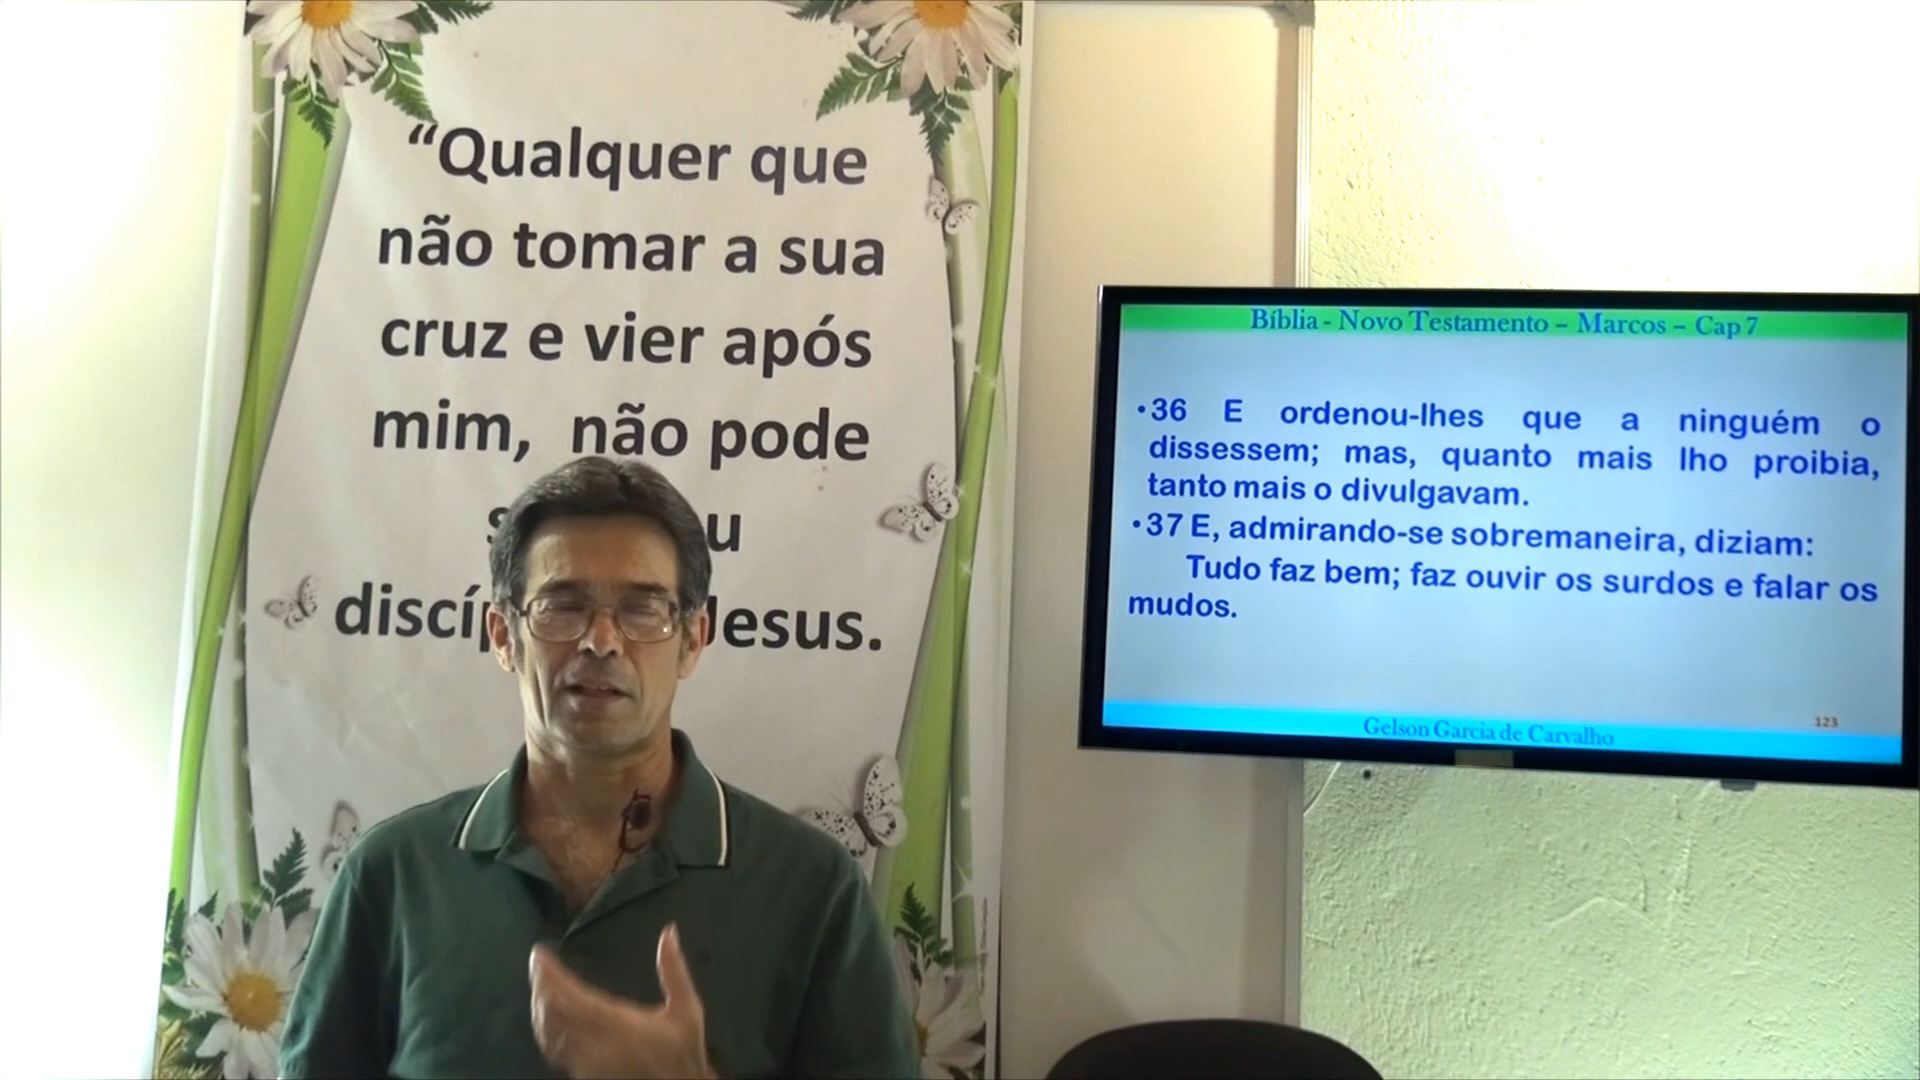 “Qualquer que
não tomar a sua
cruz e vier após
mim, não pode
Jesus.
Bíblia - Novo Testamento – Marcos – Cap 7
•36 E ordenou-lhes que a ninguém o
dissessem; mas, quanto mais lho proibia,
tanto mais o divulgavam.
•37 E, admirando-se sobremaneira, diziam:
Tudo faz bem; faz ouvir os surdos e falar os
mudos.
Gelson Garcia de Carvalho
123